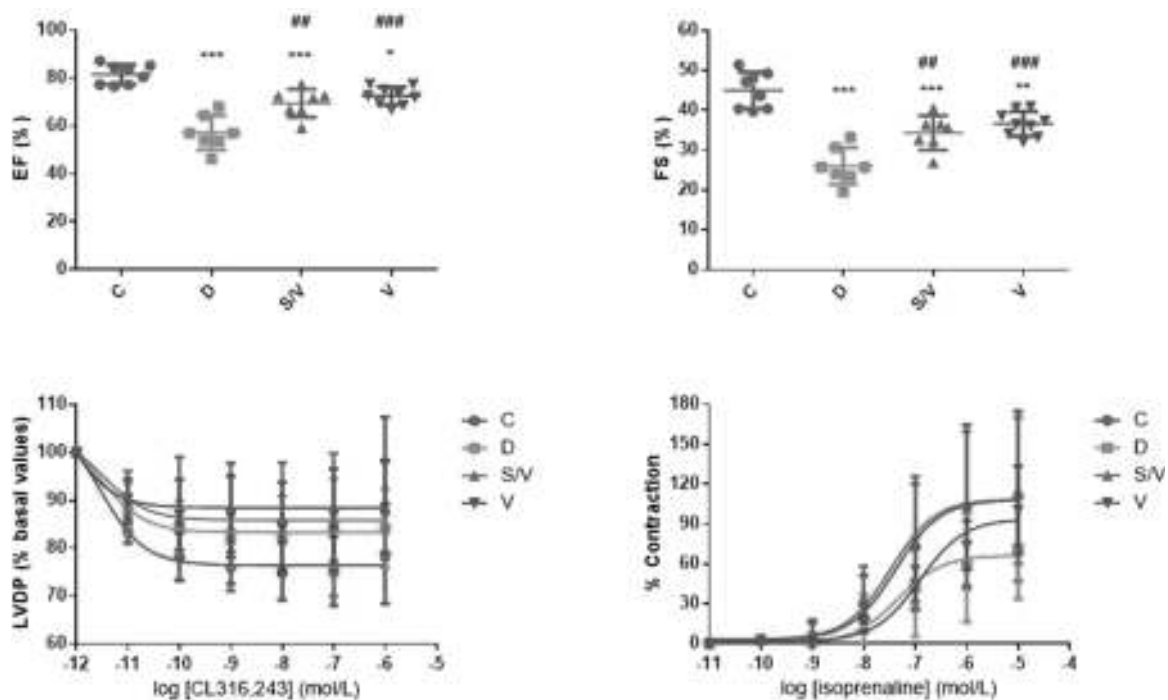 ## ###
*** *** *
EF (%)
100
80
60
40
20
0
C D S/V V
## ###
*** *** **
FS (%)
60
50
40
30
20
10
0
C D S/V V
LVDP (% basal values)
110
100
90
80
70
60
-12 -11 -10 -9 -8 -7 -6 -5
log [CL316,243] (mol/L)
C
D
S/V
V
% Contraction
180
150
120
90
60
30
0
-11 -10 -9 -8 -7 -6 -5 -4
log [isoprenaline] (mol/L)
C
D
S/V
V